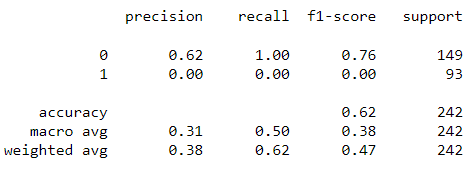 precision recall f1-score support
0 0.62 1.00 0.76 149
1 0.00 0.00 0.00 93
accuracy 0.62 242
macro avg 0.31 0.50 0.38 242
weighted avg 0.38 0.62 0.47 242